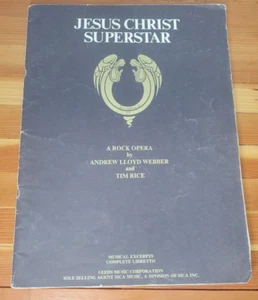 JESUS CHRIST
SUPERSTAR
A ROCK OPERA
by
ANDREW LLOYD WEBBER
and
TIM RICE
MUSICAL EXCERPTS
COMPLETE LIBRETTO
LEEDS MUSIC CORPORATION
SOLE SELLING AGENT MCA MUSIC, A DIVISION OF MCA INC.